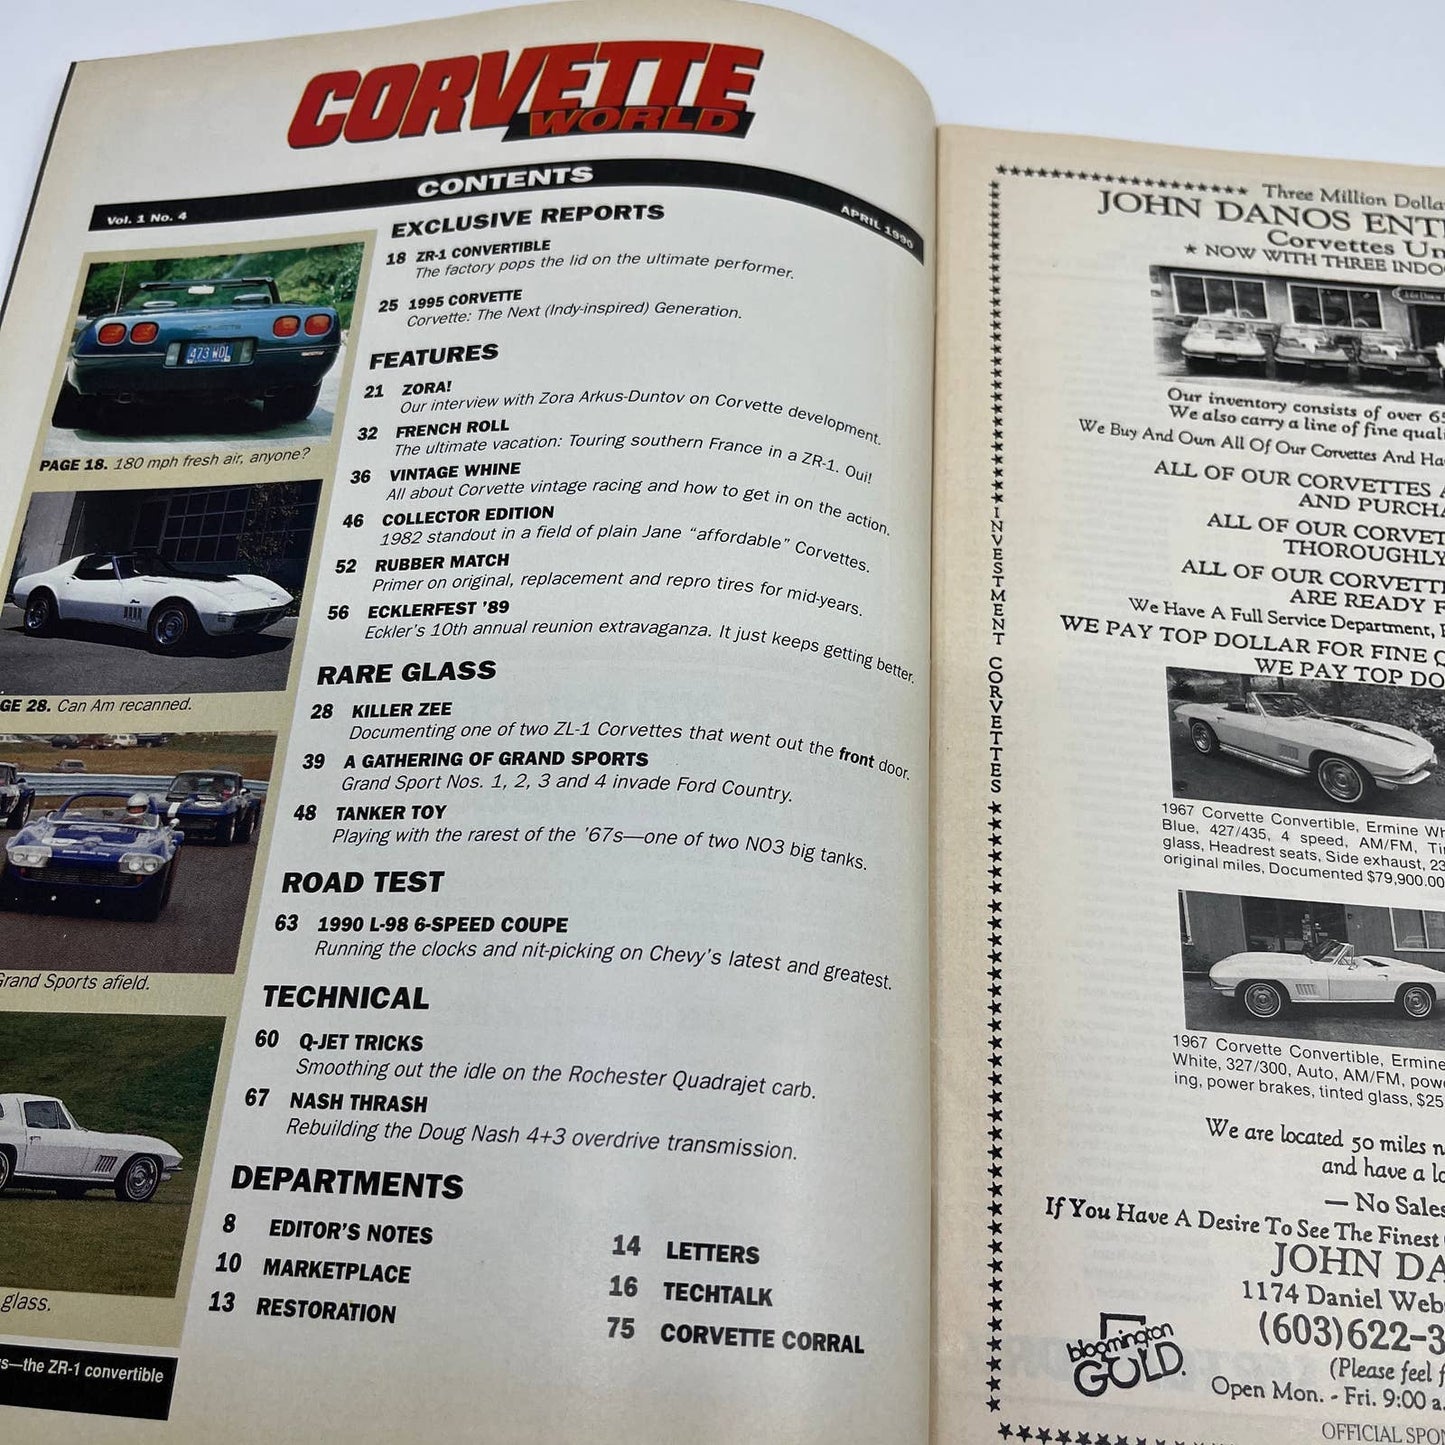 CORVETTE
WORLD
CONTENTS
Vol. 1 No. 4
APRIL 1990
EXCLUSIVE REPORTS
18 ZR-1 CONVERTIBLE
The factory pops the lid on the ultimate performer.
25 1995 CORVETTE
Corvette: The Next (Indy-inspired) Generation.
FEATURES
21 ZORA!
Our interview with Zora Arkus-Duntov on Corvette development.
32 FRENCH ROLL
The ultimate vacation: Touring southern France in a ZR-1. Oui!
36 VINTAGE WHINE
All about Corvette vintage racing and how to get in on the action.
46 COLLECTOR EDITION
1982 standout in a field of plain Jane “affordable” Corvettes.
52 RUBBER MATCH
Primer on original, replacement and repro tires for mid-years.
56 ECKLERFEST ’89
Eckler’s 10th annual reunion extravaganza. It just keeps getting better.
RARE GLASS
28 KILLER ZEE
Documenting one of two ZL-1 Corvettes that went out the front door.
39 A GATHERING OF GRAND SPORTS
Grand Sport Nos. 1, 2, 3 and 4 invade Ford Country.
48 TANKER TOY
Playing with the rarest of the ’67s—one of two NO3 big tanks.
ROAD TEST
63 1990 L-98 6-SPEED COUPE
Running the clocks and nit-picking on Chevy’s latest and greatest.
TECHNICAL
60 Q-JET TRICKS
Smoothing out the idle on the Rochester Quadrajet carb.
67 NASH THRASH
Rebuilding the Doug Nash 4+3 overdrive transmission.
DEPARTMENTS
8 EDITOR’S NOTES
10 MARKETPLACE
13 RESTORATION
14 LETTERS
16 TECHTALK
75 CORVETTE CORRAL
473 WDL
PAGE 18. 180 mph fresh air, anyone?
GE 28. Can Am recanned.
Grand Sports afield.
glass.
s—the ZR-1 convertible
Three Million Dolla
JOHN DANOS ENT
Corvettes Un
★ NOW WITH THREE INDO
Our inventory consists of over 65
We also carry a line of fine quali
We Buy And Own All Of Our Corvettes And Ha
ALL OF OUR CORVETTES A
AND PURCHA
ALL OF OUR CORVET
THOROUGHLY
ALL OF OUR CORVETTE
ARE READY F
We Have A Full Service Department,
WE PAY TOP DOLLAR FOR FINE Q
WE PAY TOP DO
INVESTMENT CORVETTES
1967 Corvette Convertible, Ermine Wh
Blue, 427/435, 4 speed, AM/FM, Tin
glass, Headrest seats, Side exhaust, 23
original miles, Documented $79,900.00
1967 Corvette Convertible, Ermine
White, 327/300, Auto, AM/FM, powe
ing, power brakes, tinted glass, $25
We are located 50 miles n
and have a lo
— No Sales
If You Have A Desire To See The Finest
JOHN DA
1174 Daniel Web
(603)622-3
(Please feel f
Open Mon. - Fri. 9:00 a.
bloomington
GOLD.
OFFICIAL SPO